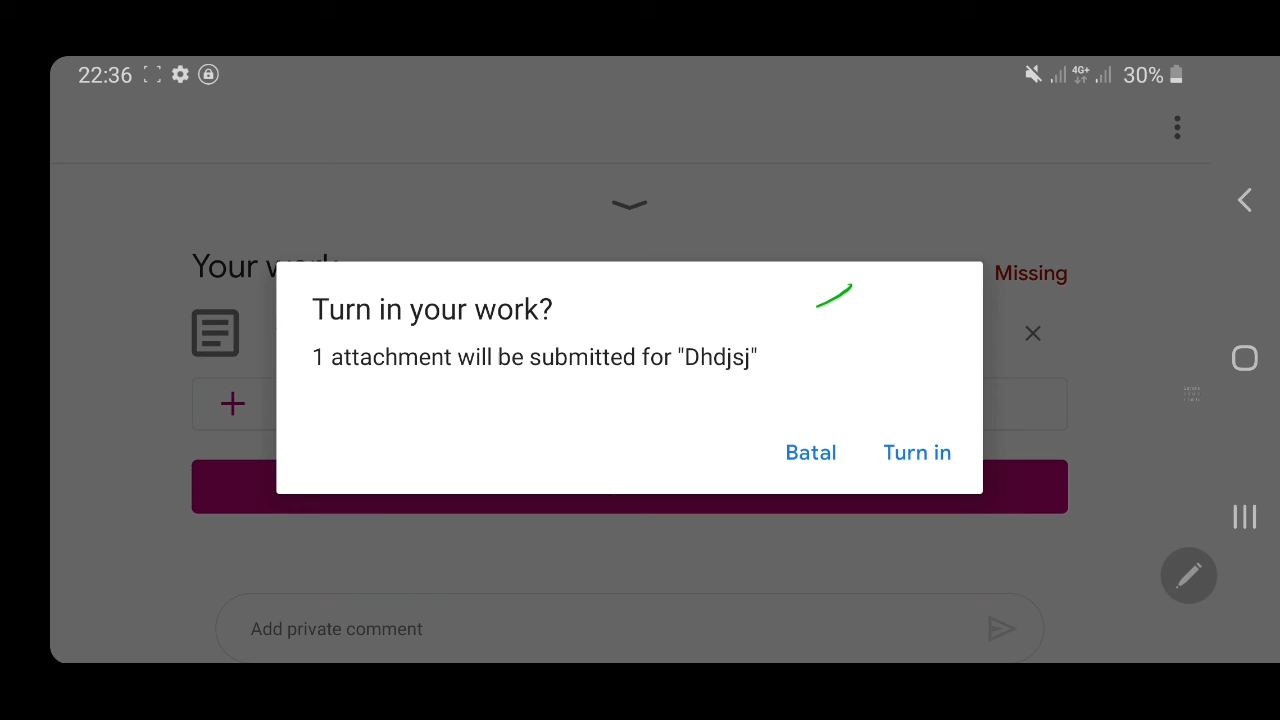 22:36
4G+ 30%
Your work
Missing
Turn in your work?
1 attachment will be submitted for "Dhdjsj"
Batal Turn in
Add private comment